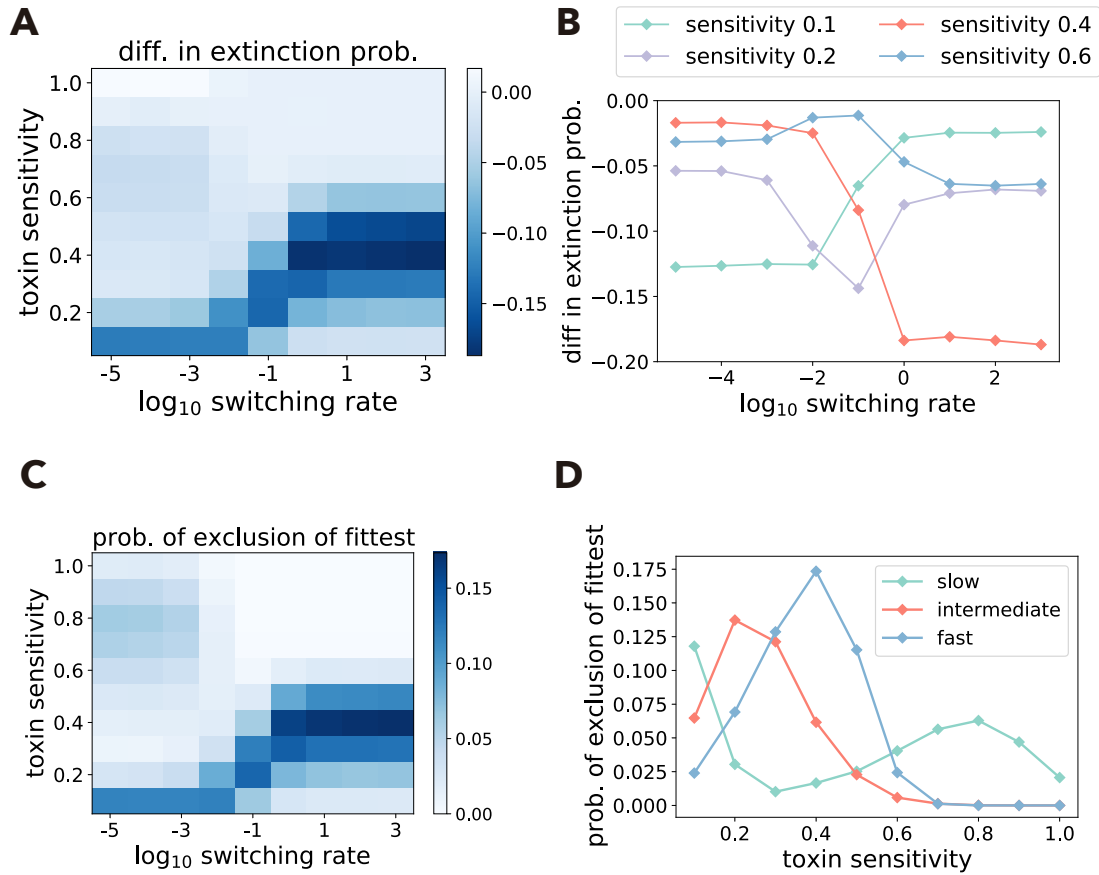 A
diff. in extinction prob.
toxin sensitivity
1.0
0.8
0.6
0.4
0.2
-5
-3
-1
1
3
log10 switching rate
0.00
−0.05
−0.10
−0.15
B
sensitivity 0.1
sensitivity 0.2
sensitivity 0.4
sensitivity 0.6
diff in extinction prob.
0.00
−0.05
−0.10
−0.15
−0.20
−4
−2
0
2
log10 switching rate
C
prob. of exclusion of fittest
toxin sensitivity
1.0
0.8
0.6
0.4
0.2
-5
-3
-1
1
3
log10 switching rate
0.15
0.10
0.05
0.00
D
prob. of exclusion of fittest
0.175
0.150
0.125
0.100
0.075
0.050
0.025
0.000
slow
intermediate
fast
0.2
0.4
0.6
0.8
1.0
toxin sensitivity